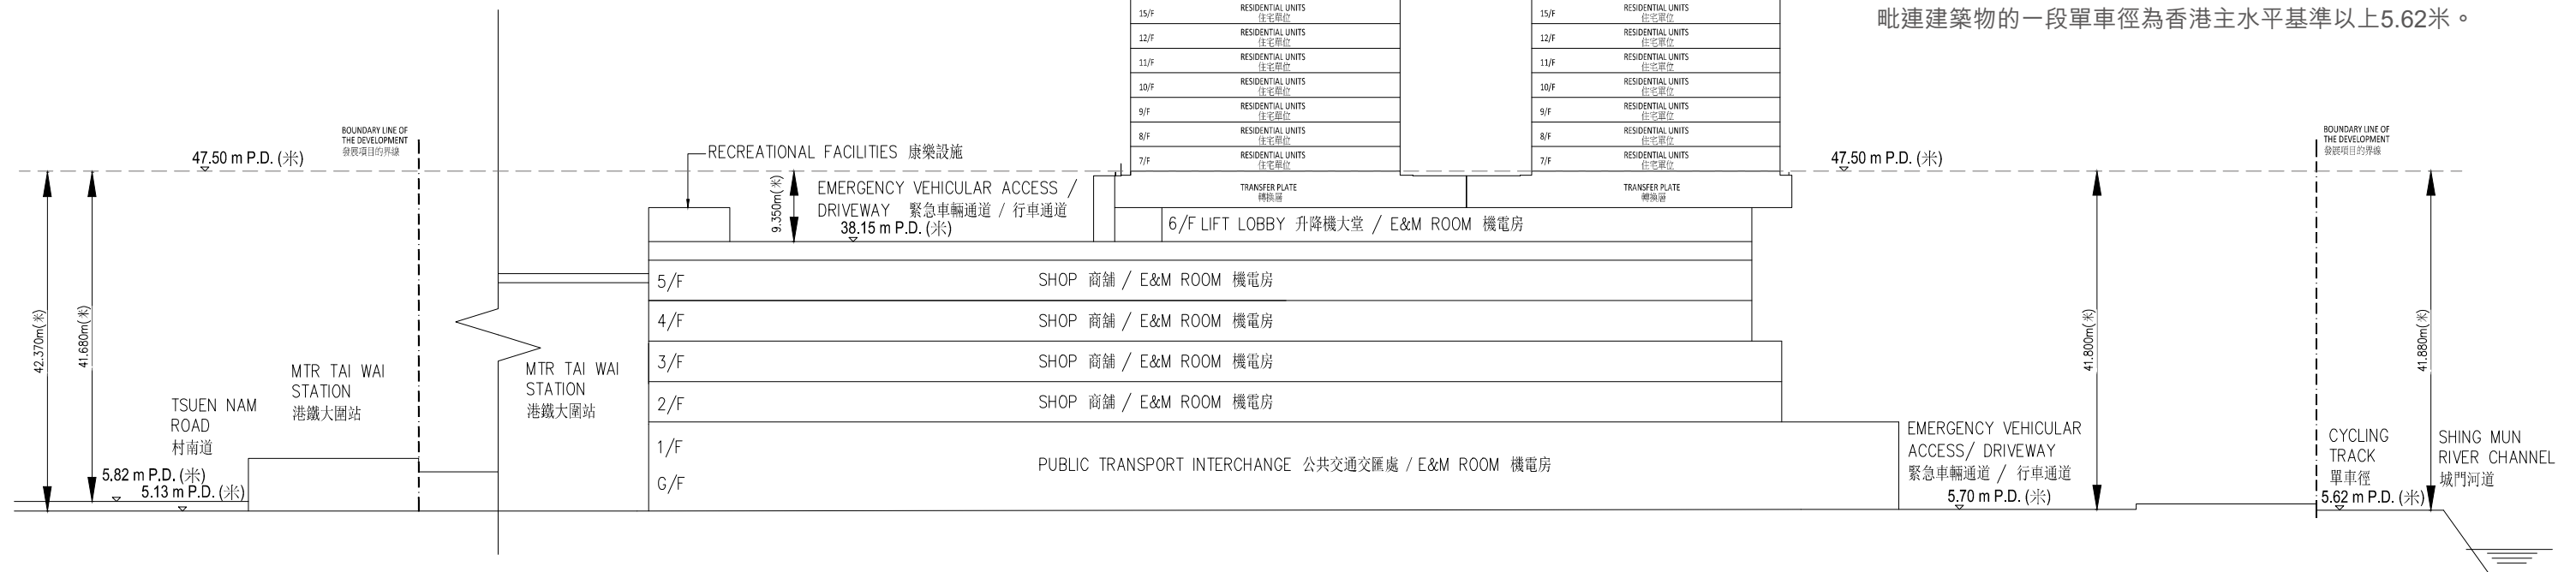 毗連建築物的一段單車徑為香港主水平基準以上5.62米。
15/F RESIDENTIAL UNITS
住宅單位
12/F RESIDENTIAL UNITS
住宅單位
11/F RESIDENTIAL UNITS
住宅單位
10/F RESIDENTIAL UNITS
住宅單位
9/F RESIDENTIAL UNITS
住宅單位
8/F RESIDENTIAL UNITS
住宅單位
7/F RESIDENTIAL UNITS
住宅單位
TRANSFER PLATE
轉換層
15/F RESIDENTIAL UNITS
住宅單位
12/F RESIDENTIAL UNITS
住宅單位
11/F RESIDENTIAL UNITS
住宅單位
10/F RESIDENTIAL UNITS
住宅單位
9/F RESIDENTIAL UNITS
住宅單位
8/F RESIDENTIAL UNITS
住宅單位
7/F RESIDENTIAL UNITS
住宅單位
TRANSFER PLATE
轉換層
BOUNDARY LINE OF
THE DEVELOPMENT
發展項目的界線
47.50 m P.D. (米)
RECREATIONAL FACILITIES 康樂設施
9.350m(米)
EMERGENCY VEHICULAR ACCESS /
DRIVEWAY 緊急車輛通道 / 行車通道
38.15 m P.D. (米)
6/F LIFT LOBBY 升降機大堂 / E&M ROOM 機電房
47.50 m P.D. (米)
BOUNDARY LINE OF
THE DEVELOPMENT
發展項目的界線
5/F SHOP 商舖 / E&M ROOM 機電房
4/F SHOP 商舖 / E&M ROOM 機電房
3/F SHOP 商舖 / E&M ROOM 機電房
2/F SHOP 商舖 / E&M ROOM 機電房
1/F
PUBLIC TRANSPORT INTERCHANGE 公共交通交匯處 / E&M ROOM 機電房
G/F
42.370m(米)
41.680m(米)
TSUEN NAM
ROAD
村南道
5.82 m P.D. (米)
5.13 m P.D. (米)
MTR TAI WAI
STATION
港鐵大圍站
MTR TAI WAI
STATION
港鐵大圍站
EMERGENCY VEHICULAR
ACCESS/ DRIVEWAY
緊急車輛通道 / 行車通道
5.70 m P.D. (米)
41.800m(米)
CYCLING
TRACK
單車徑
5.62 m P.D. (米)
41.880m(米)
SHING MUN
RIVER CHANNEL
城門河道